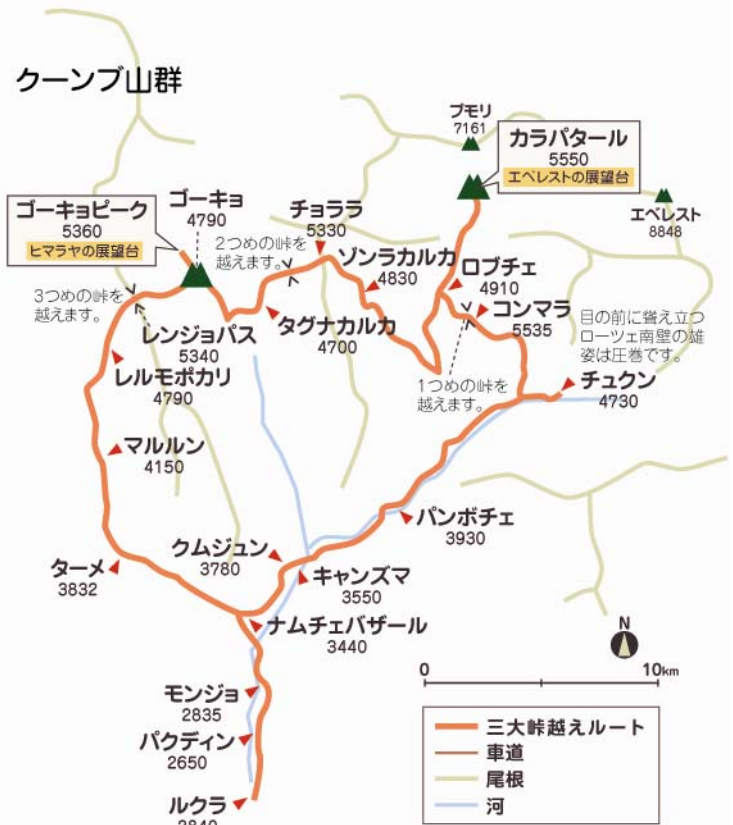 クーンブ山群
プモリ
7161
カラパタール
5550
エベレストの展望台
エベレスト
8848
ゴーキョピーク
5360
ヒマラヤの展望台
ゴーキョ
4790
チョララ
5330
2つめの峠を
越えます。
ゾンラカルカ
4830
ロブチェ
4910
コンマラ
5535
3つめの峠を
越えます。
レンジョパス
5340
タグナカルカ
4700
目の前に聳え立つ
ローツェ南壁の雄
姿は圧巻です。
レルモポカリ
4790
1つめの峠を
越えます。
チュクン
4730
マルルン
4150
パンボチェ
3930
クムジュン
3780
ターメ
3832
キャンズマ
3550
ナムチェバザール
3440
N
0 10km
モンジョ
2835
パクディン
2650
ルクラ
2840
三大峠越えルート
車道
尾根
河